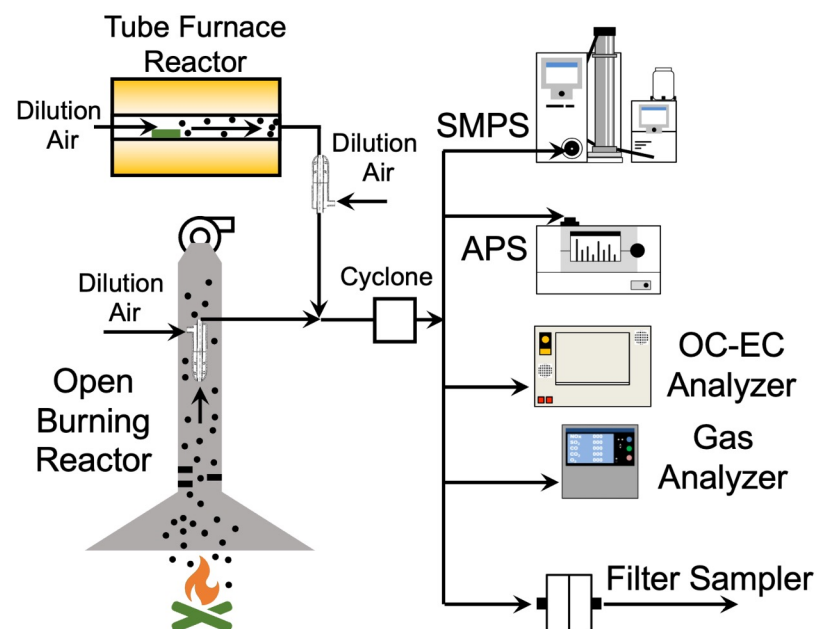 Tube Furnace
Reactor
Dilution
Air
Dilution
Air
SMPS
APS
Cyclone
Dilution
Air
Open
Burning
Reactor
OC-EC
Analyzer
Gas
Analyzer
Filter Sampler